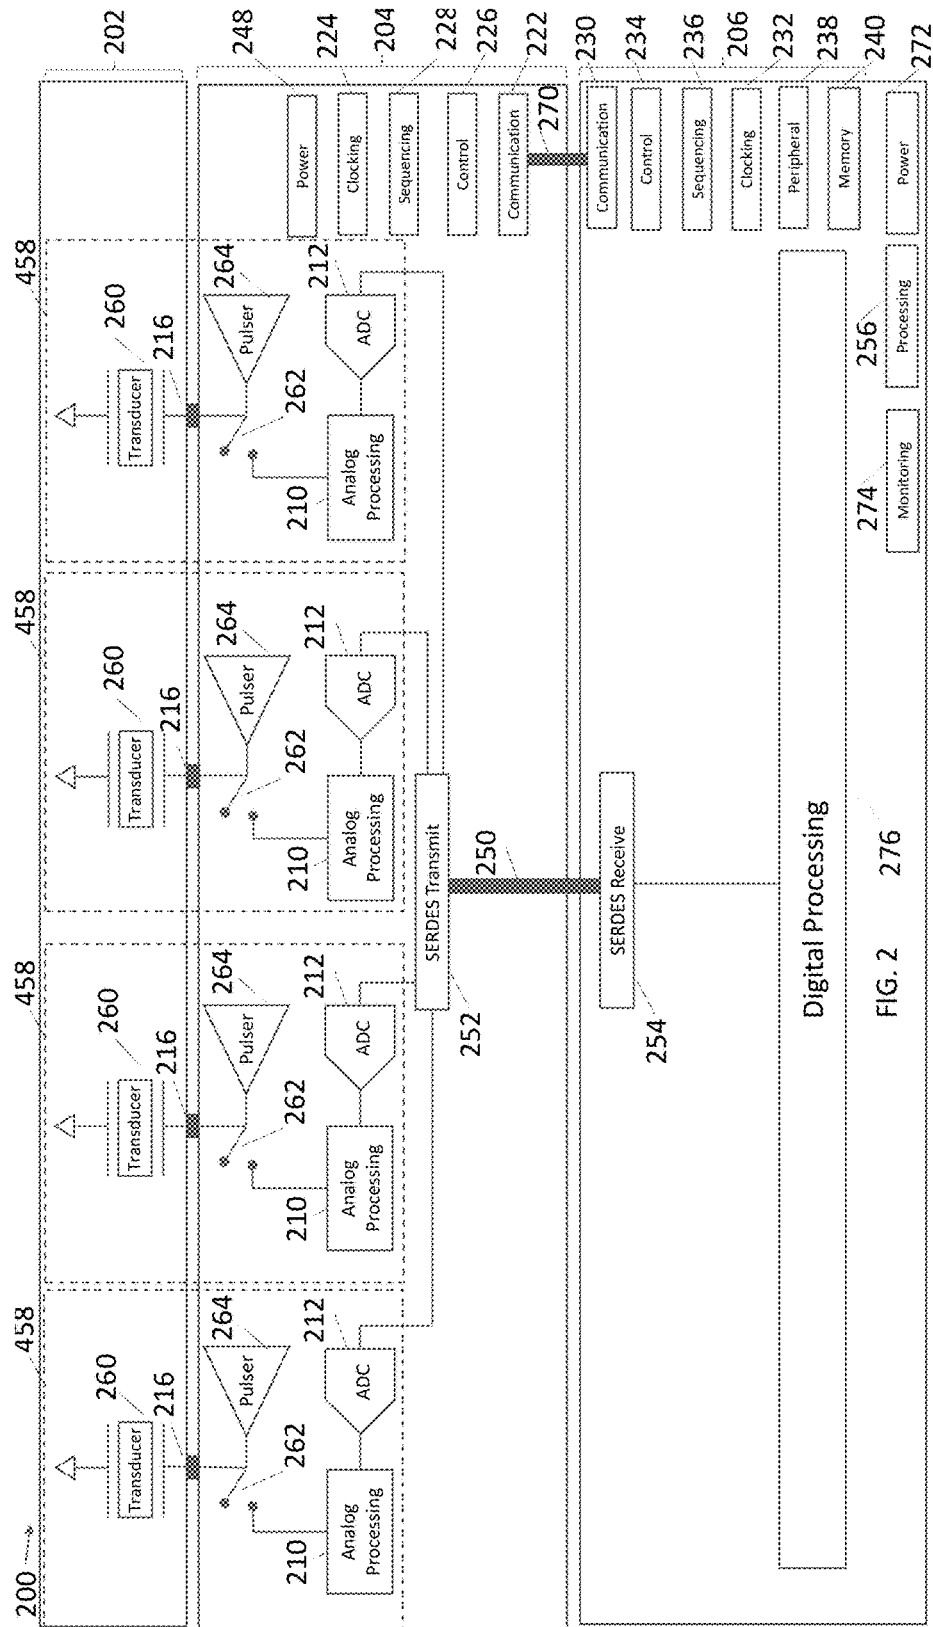 200
458 458 458 458
260 260 260 260
202
Transducer Transducer Transducer Transducer
216 216 216 216
264 264 264 264
Pulser Pulser Pulser Pulser
248
Power
262 262 262 262
210 212 210 212 210 212 210 212
224
Clocking
Analog Processing
ADC
Analog Processing
ADC
Analog Processing
ADC
Analog Processing
ADC
204
Sequencing
228
SERDES Transmit
252
Control
226
250
Communication
222
270
Communication
230
SERDES Receive
254
Control
234
Sequencing
236
Clocking
206
232
Digital Processing
Peripheral
238
Memory
240
276
274
256
FIG. 2
Monitoring
Processing
Power
272